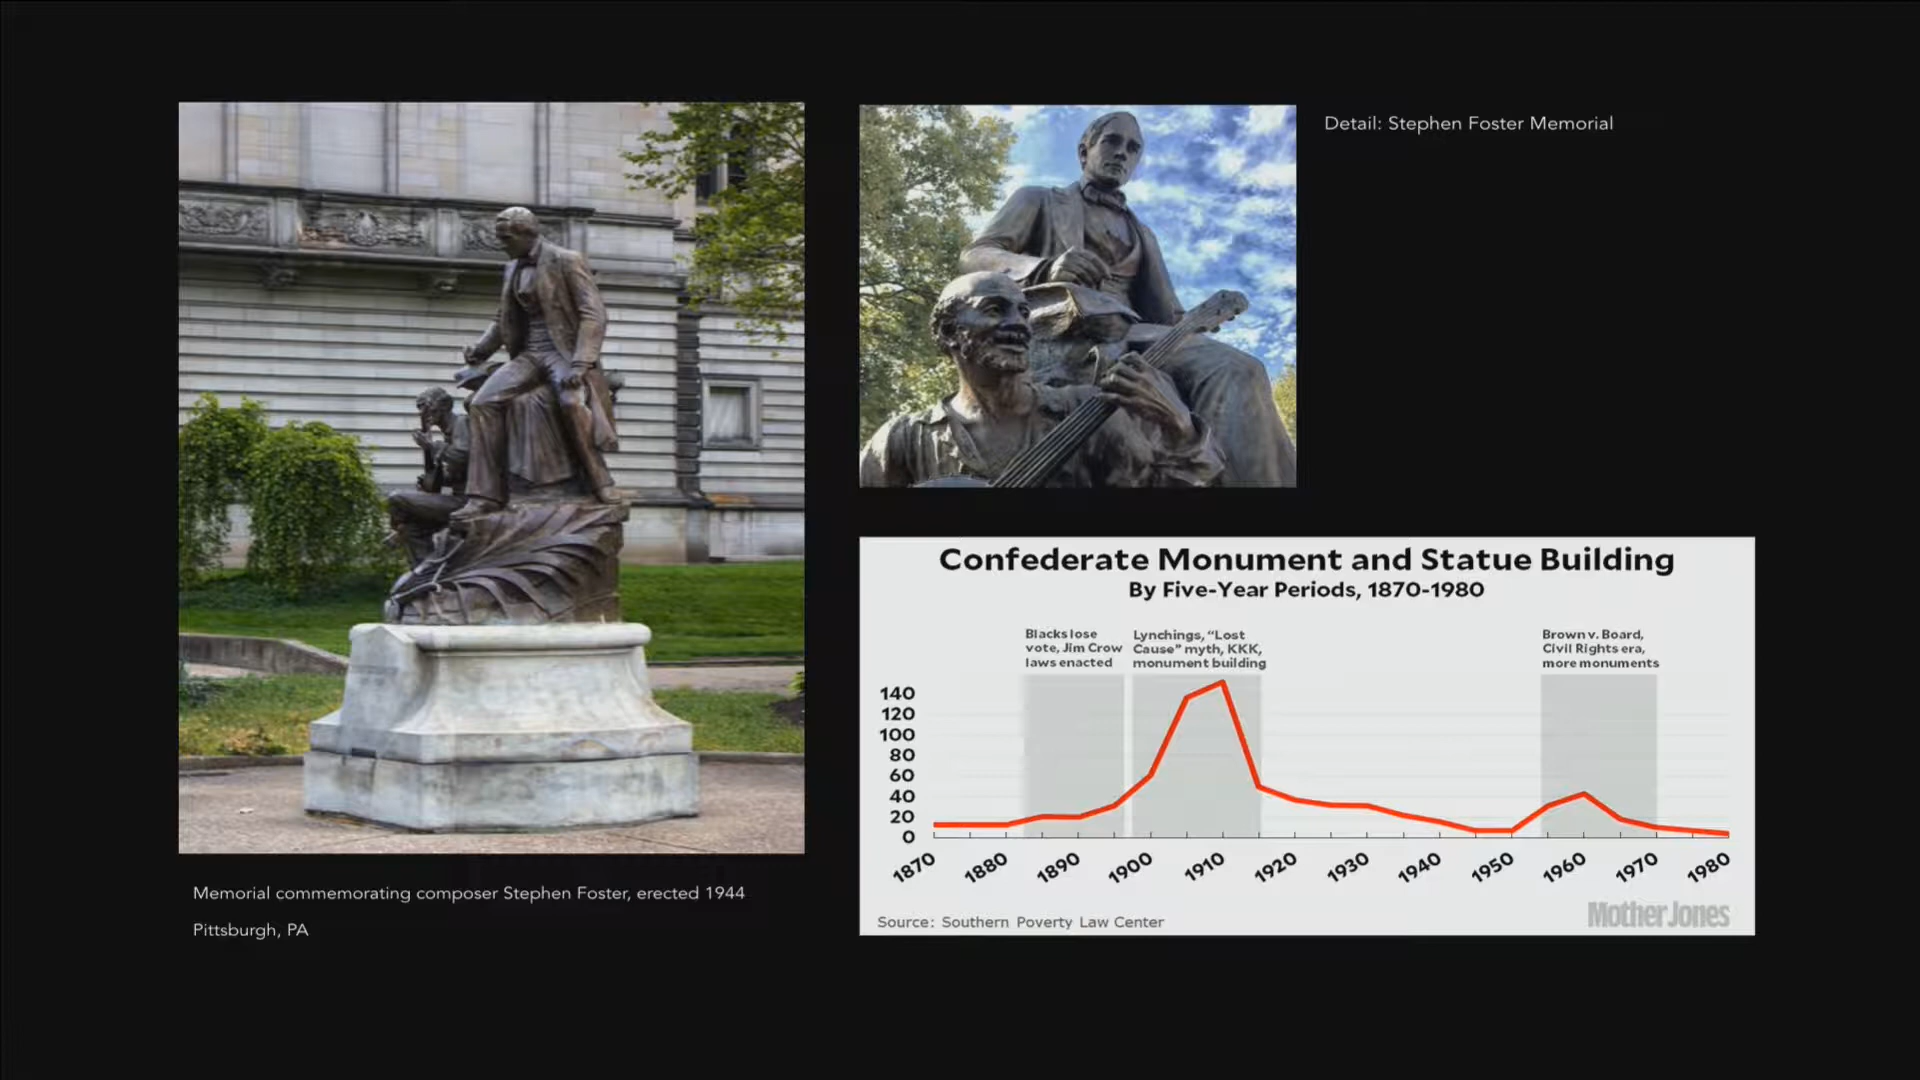 Detail: Stephen Foster Memorial
Memorial commemorating composer Stephen Foster, erected 1944
Pittsburgh, PA
Confederate Monument and Statue Building
By Five-Year Periods, 1870-1980
Blacks lose
vote, Jim Crow
laws enacted
Lynchings, “Lost
Cause” myth, KKK,
monument building
Brown v. Board,
Civil Rights era,
more monuments
140
120
100
80
60
40
20
0
1870 1880 1890 1900 1910 1920 1930 1940 1950 1960 1970 1980
Source: Southern Poverty Law Center
Mother Jones